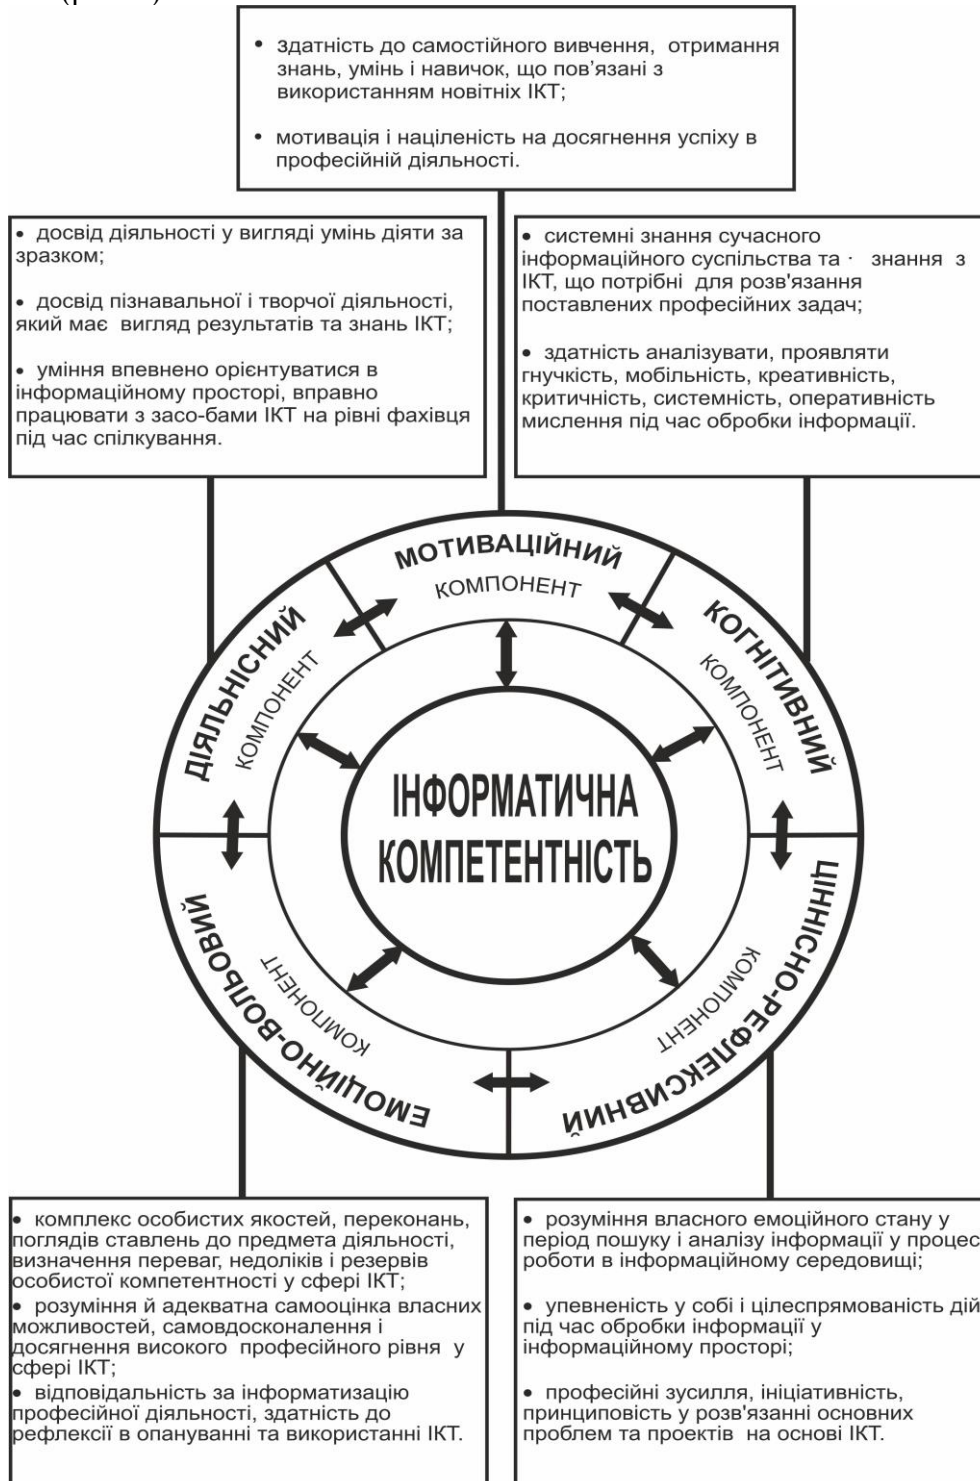 • здатність до самостійного вивчення, отримання
знань, умінь і навичок, що пов’язані з
використанням новітніх ІКТ;
• мотивація і націленість на досягнення успіху в
професійній діяльності.
• досвід діяльності у вигляді умінь діяти за
зразком;
• досвід пізнавальної і творчої діяльності,
який має вигляд результатів та знань ІКТ;
• уміння впевнено орієнтуватися в
інформаційному просторі, вправно
працювати з засо-бами ІКТ на рівні фахівця
під час спілкування.
• системні знання сучасного
інформаційного суспільства та · знання з
ІКТ, що потрібні для розв'язання
поставлених професійних задач;
• здатність аналізувати, проявляти
гнучкість, мобільність, креативність,
критичність, системність, оперативність
мислення під час обробки інформації.
МОТИВАЦІЙНИЙ
КОМПОНЕНТ
ДІЯЛЬНІСНИЙ
КОМПОНЕНТ
КОГНІТИВНИЙ
КОМПОНЕНТ
ІНФОРМАТИЧНА
КОМПЕТЕНТНІСТЬ
ЕМОЦІЙНО-ВОЛЬОВИЙ
КОМПОНЕНТ
ЦІННІСНО-РЕФЛЕКСИВНИЙ
КОМПОНЕНТ
• комплекс особистих якостей, переконань,
поглядів ставлень до предмета діяльності,
визначення переваг, недоліків і резервів
особистої компетентності у сфері ІКТ;
• розуміння й адекватна самооцінка власних
можливостей, самовдосконалення і
досягнення високого професійного рівня у
сфері ІКТ;
• відповідальність за інформатизацію
професійної діяльності, здатність до
рефлексії в опануванні та використанні ІКТ.
• розуміння власного емоційного стану у
період пошуку і аналізу інформації у процес
роботи в інформаційному середовищі;
• упевненість у собі і цілеспрямованість дій
під час обробки інформації у
інформаційному просторі;
• професійні зусилля, ініціативність,
принциповість у розв'язанні основних
проблем та проектів на основі ІКТ.